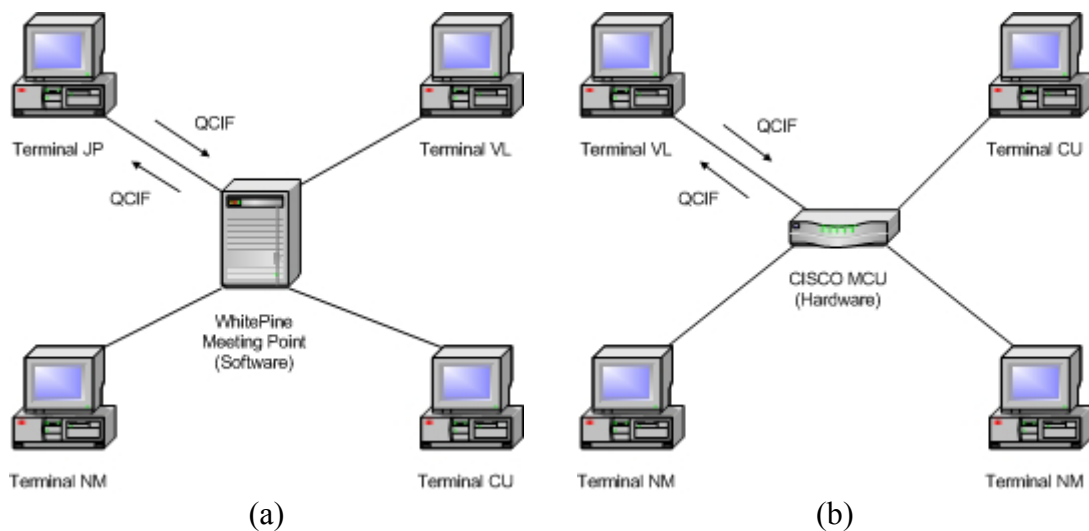 Terminal JP
QCIF
QCIF
Terminal VL
WhitePine
Meeting Point
(Software)
Terminal NM
Terminal CU
(a)
Terminal VL
QCIF
QCIF
Terminal CU
CISCO MCU
(Hardware)
Terminal NM
Terminal NM
(b)